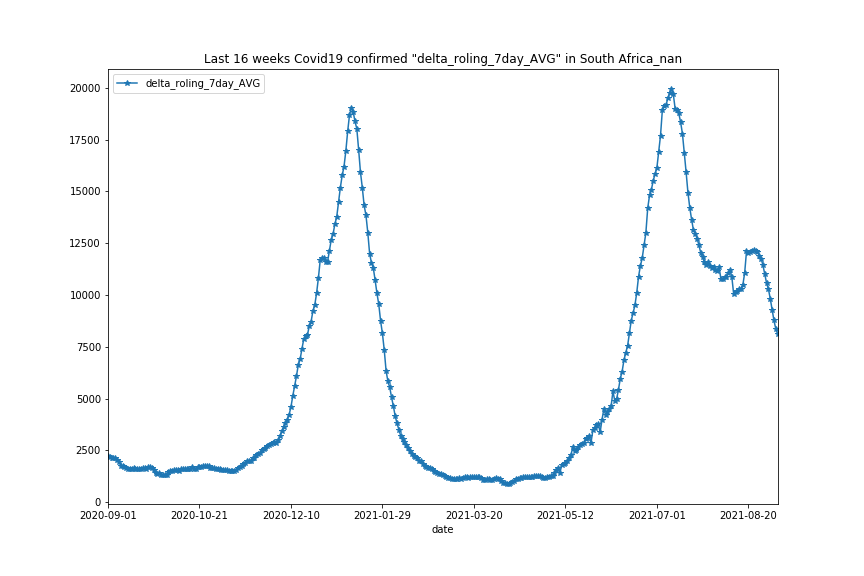 Last 16 weeks Covid19 confirmed "delta_roling_7day_AVG" in South Africa_nan
delta_roling_7day_AVG
20000
17500
15000
12500
10000
7500
5000
2500
0
2020-09-01 2020-10-21 2020-12-10 2021-01-29 2021-03-20 2021-05-12 2021-07-01 2021-08-20
date